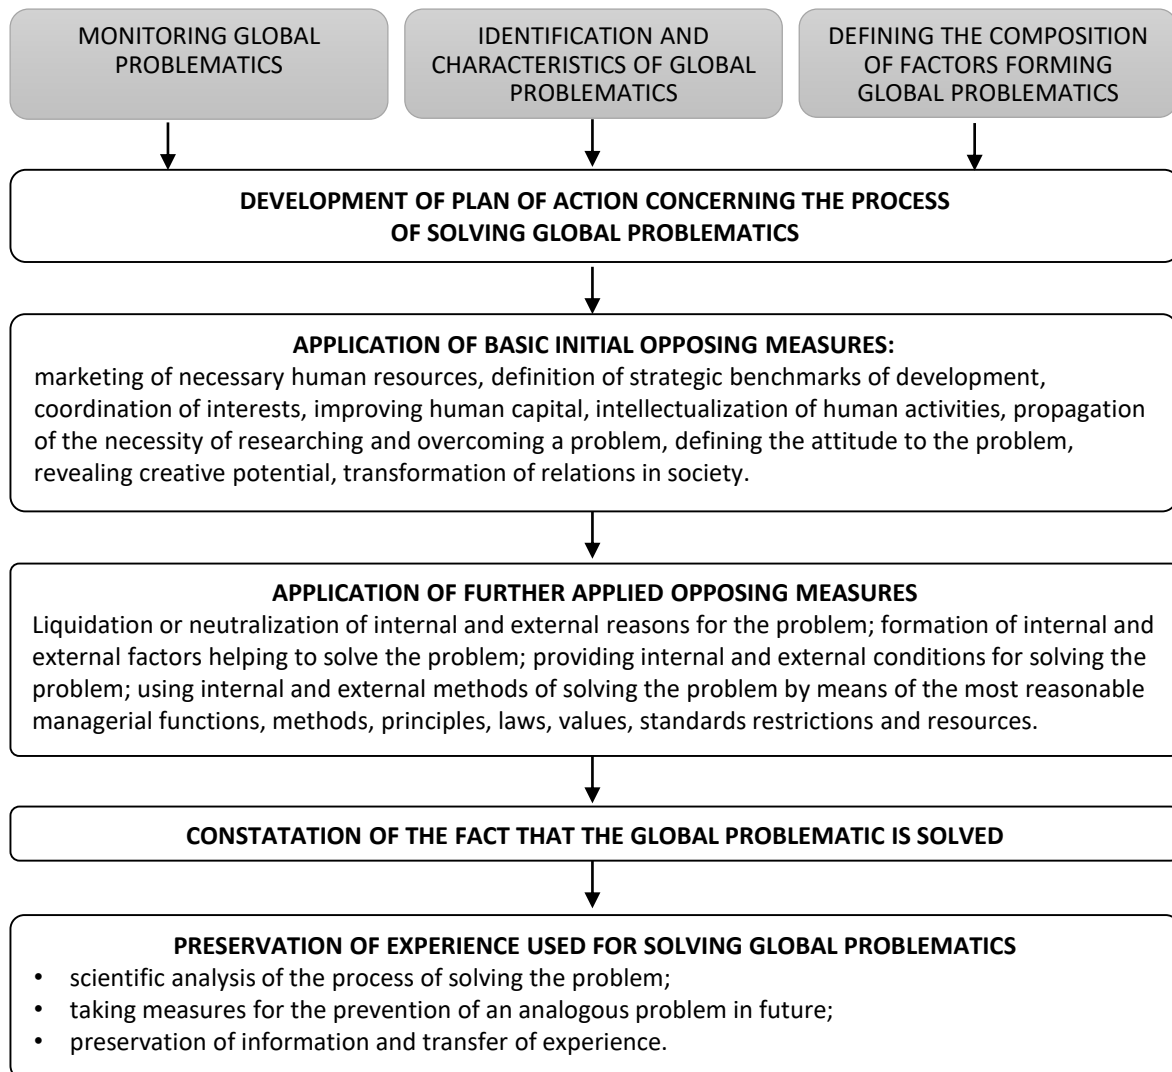 MONITORING GLOBAL
PROBLEMATICS
IDENTIFICATION AND
CHARACTERISTICS OF GLOBAL
PROBLEMATICS
DEFINING THE COMPOSITION
OF FACTORS FORMING
GLOBAL PROBLEMATICS
DEVELOPMENT OF PLAN OF ACTION CONCERNING THE PROCESS
OF SOLVING GLOBAL PROBLEMATICS
APPLICATION OF BASIC INITIAL OPPOSING MEASURES:
marketing of necessary human resources, definition of strategic benchmarks of development,
coordination of interests, improving human capital, intellectualization of human activities, propagation
of the necessity of researching and overcoming a problem, defining the attitude to the problem,
revealing creative potential, transformation of relations in society.
APPLICATION OF FURTHER APPLIED OPPOSING MEASURES
Liquidation or neutralization of internal and external reasons for the problem; formation of internal and
external factors helping to solve the problem; providing internal and external conditions for solving the
problem; using internal and external methods of solving the problem by means of the most reasonable
managerial functions, methods, principles, laws, values, standards restrictions and resources.
CONSTATATION OF THE FACT THAT THE GLOBAL PROBLEMATIC IS SOLVED
PRESERVATION OF EXPERIENCE USED FOR SOLVING GLOBAL PROBLEMATICS
• scientific analysis of the process of solving the problem;
• taking measures for the prevention of an analogous problem in future;
• preservation of information and transfer of experience.